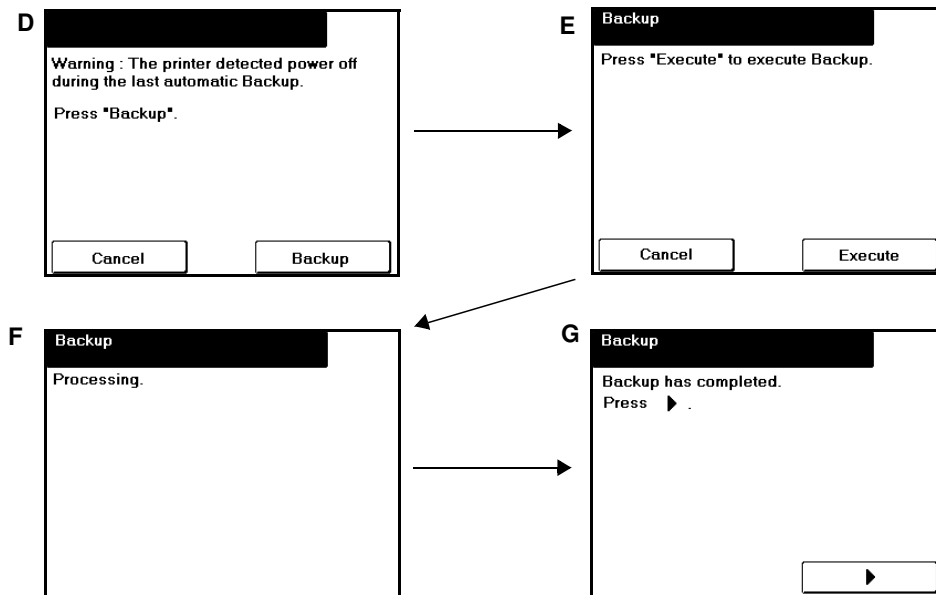 D
Warning : The printer detected power off
during the last automatic Backup.
Press "Backup".
Cancel
Backup
E
Backup
Press "Execute" to execute Backup.
Cancel
Execute
F
Backup
Processing.
G
Backup
Backup has completed.
Press ▶ .
▶